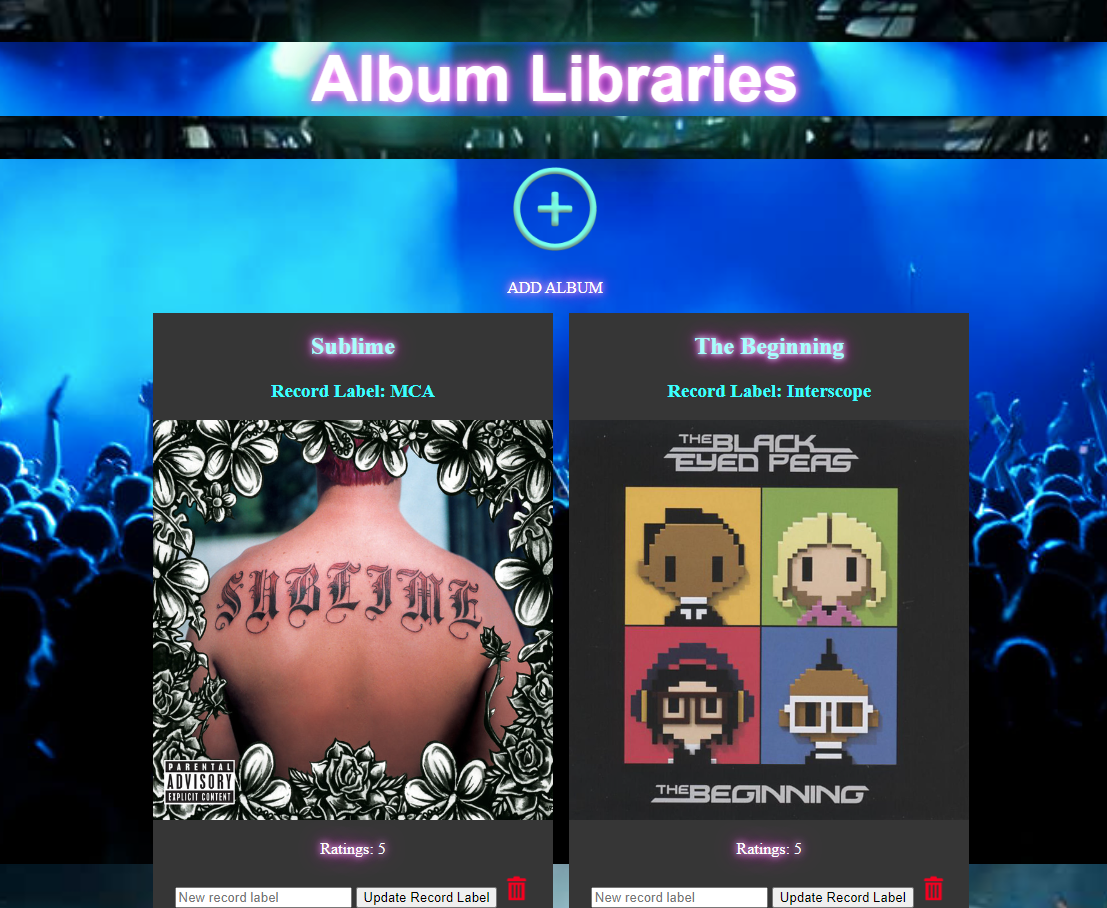 Album Libraries
ADD ALBUM
Sublime
Record Label: MCA
SUBLIME
PARENTAL
ADVISORY
EXPLICIT CONTENT
Ratings: 5
New record label
Update Record Label
The Beginning
Record Label: Interscope
THE BLACK
EYED PEAS
THE BEGINNING
Ratings: 5
New record label
Update Record Label